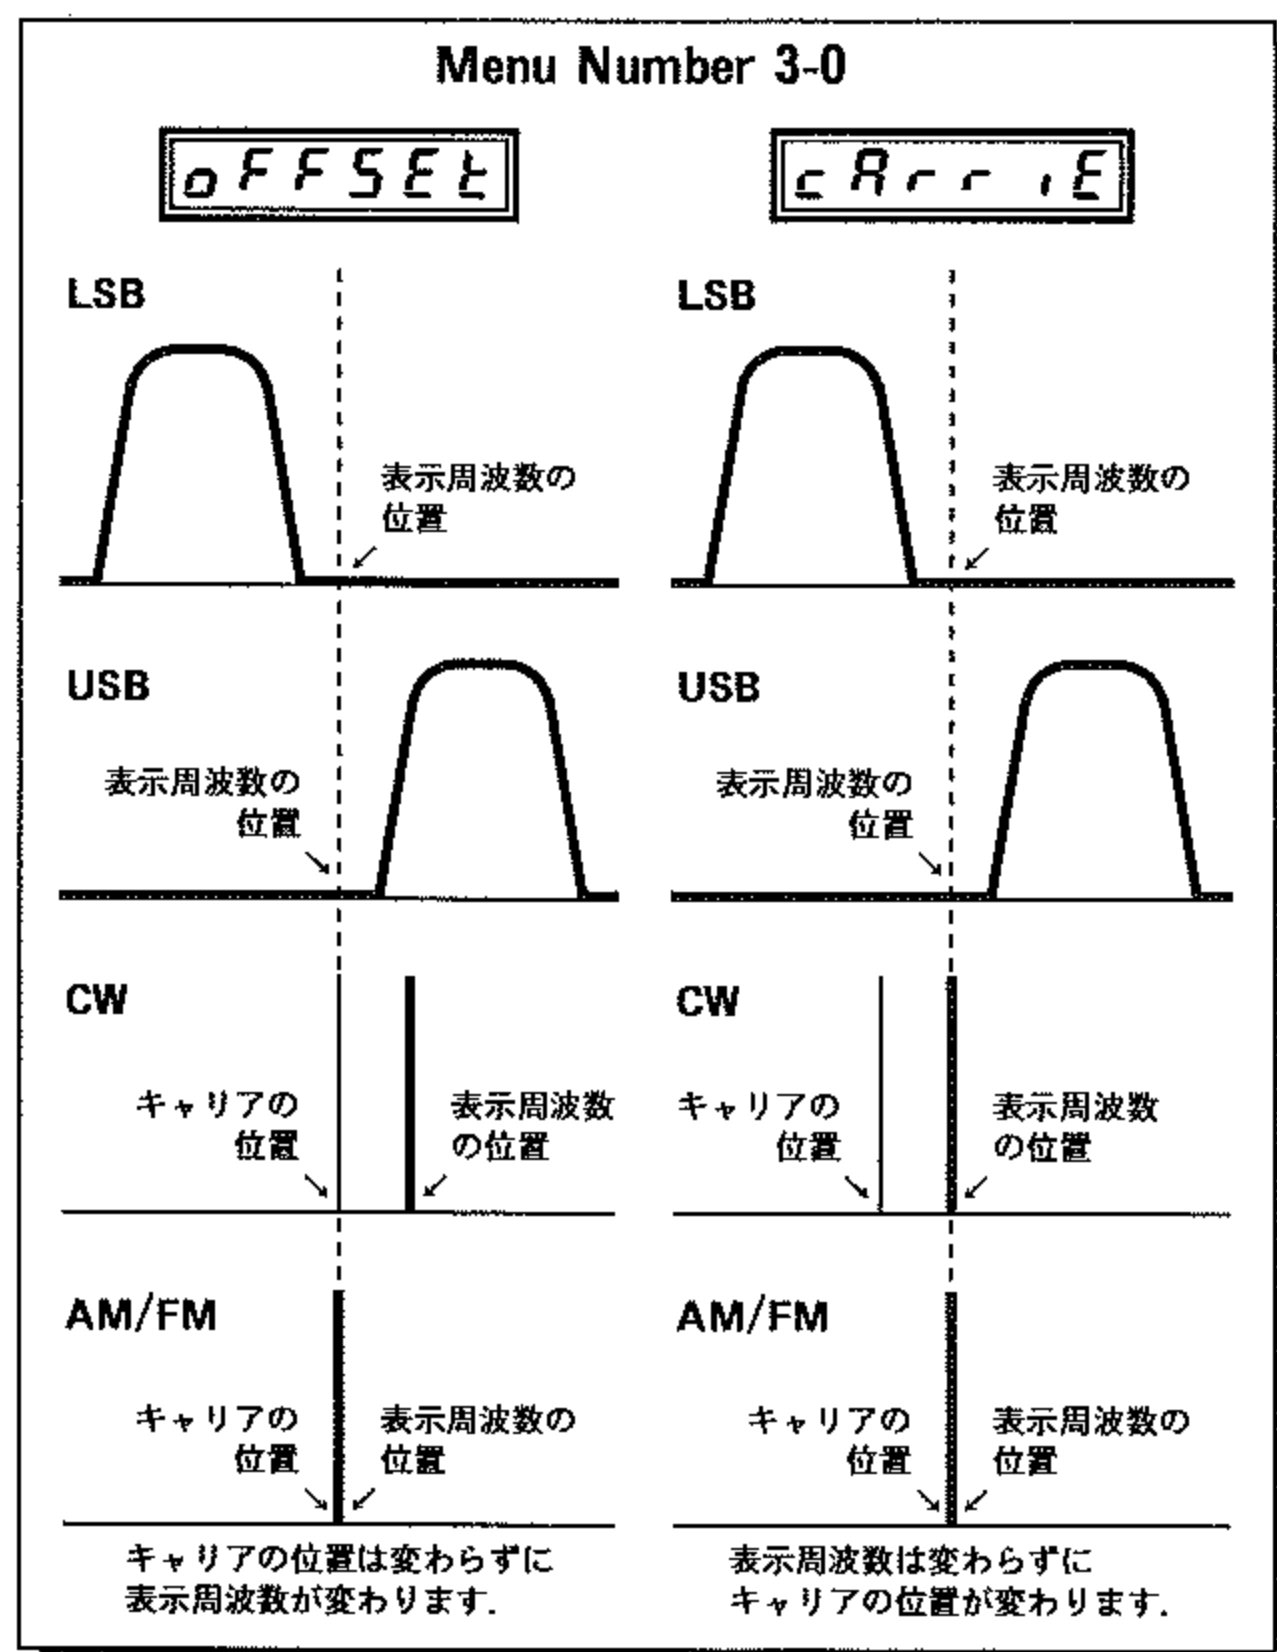 Menu Number 3-0
oFFSEt
LSB
表示周波数の
位置
USB
表示周波数の
位置
CW
キャリアの
位置
表示周波数
の位置
AM/FM
キャリアの
位置
表示周波数の
位置
キャリアの位置は変わらずに
表示周波数が変わります.
cArriE
LSB
表示周波数の
位置
USB
表示周波数の
位置
CW
キャリアの
位置
表示周波数
の位置
AM/FM
キャリアの
位置
表示周波数の
位置
表示周波数は変わらずに
キャリアの位置が変わります.